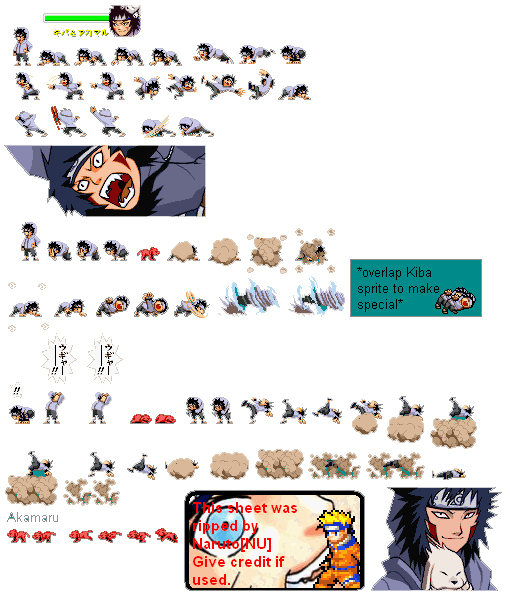 キバとアカマル
*overlap Kiba
sprite to make
special*
ウギャー!!
ウギャー!!
!!
Akamaru
This sheet was
ripped by
Naruto[NU]
Give credit if
used.